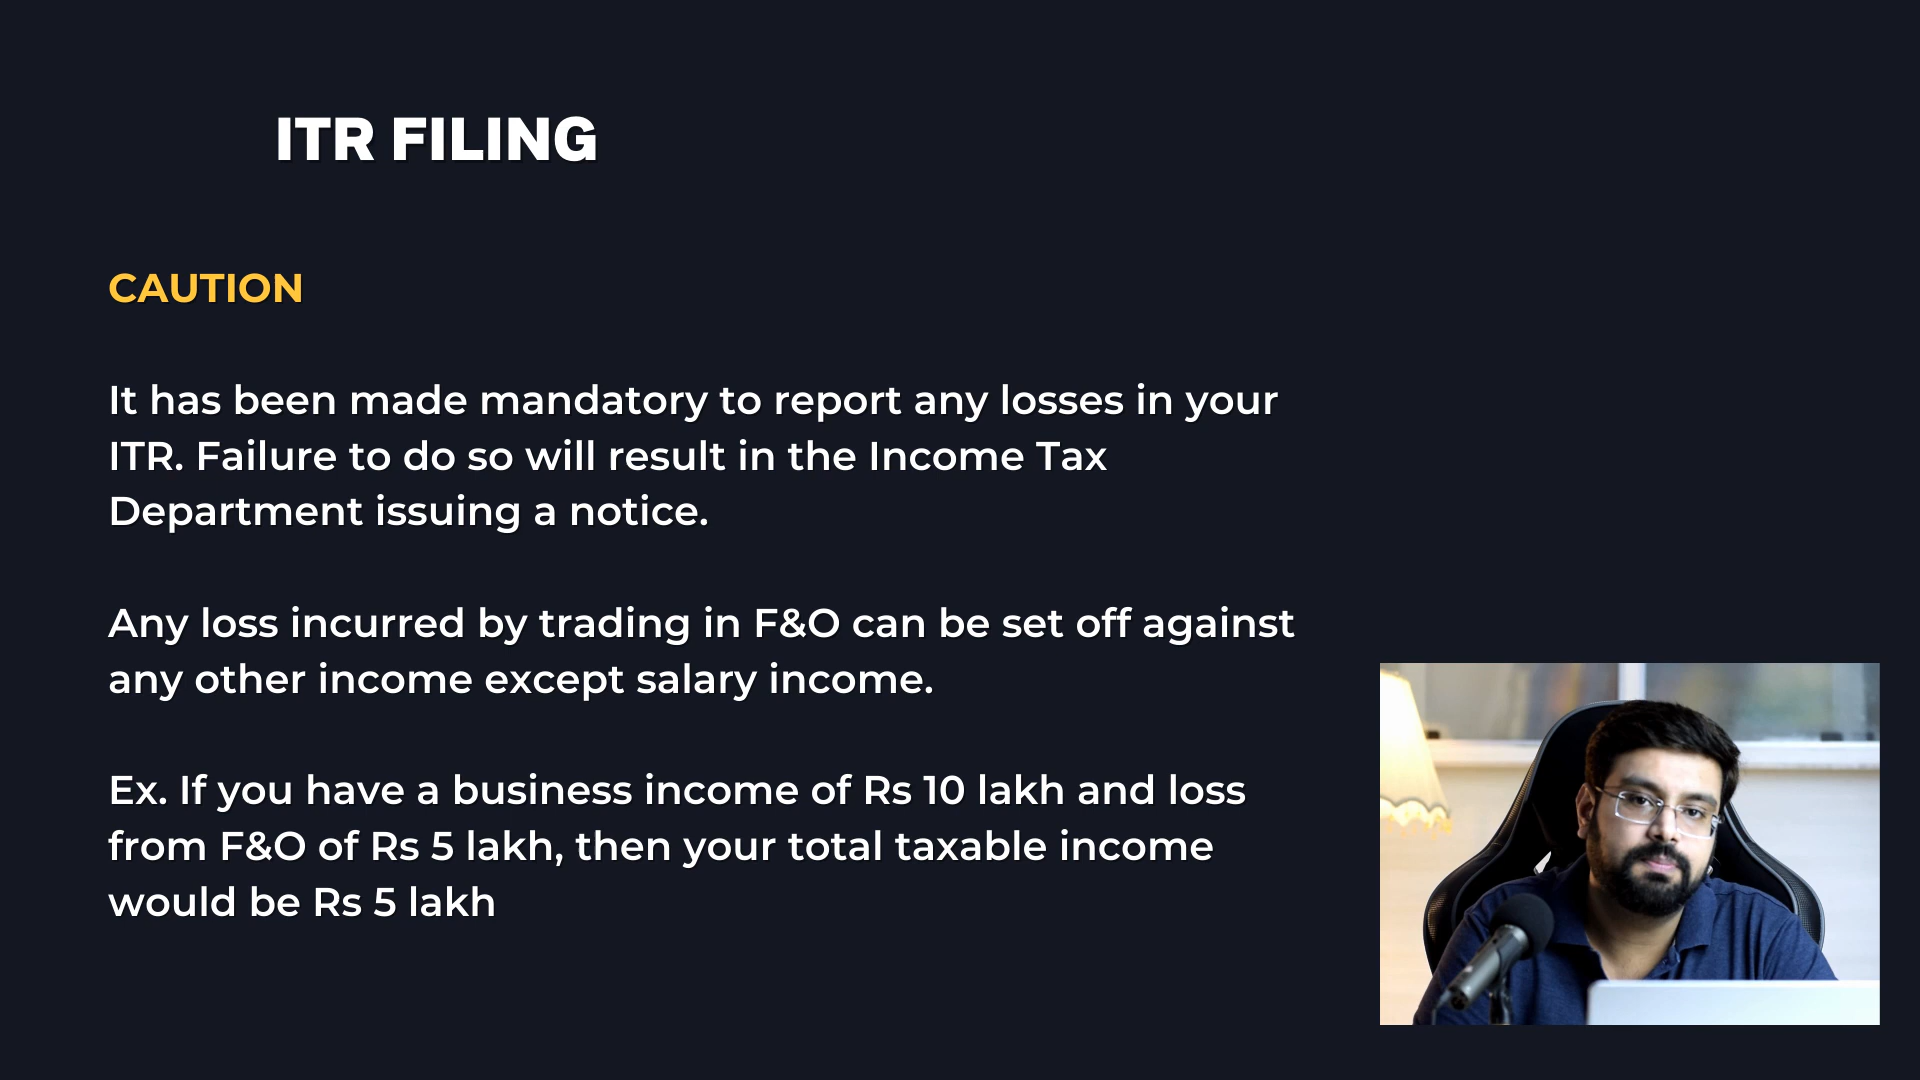 ITR FILING
CAUTION
It has been made mandatory to report any losses in your
ITR. Failure to do so will result in the Income Tax
Department issuing a notice.
Any loss incurred by trading in F&O can be set off against
any other income except salary income.
Ex. If you have a business income of Rs 10 lakh and loss
from F&O of Rs 5 lakh, then your total taxable income
would be Rs 5 lakh